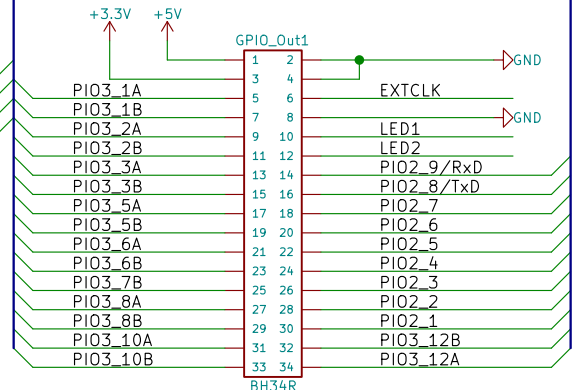 +3.3V +5V
GPIO_Out1
1 2 GND
3 4
PIO3_1A 5 6 EXTCLK
PIO3_1B 7 8 GND
PIO3_2A 9 10 LED1
PIO3_2B 11 12 LED2
PIO3_3A 13 14 PIO2_9/RxD
PIO3_3B 15 16 PIO2_8/TxD
PIO3_5A 17 18 PIO2_7
PIO3_5B 19 20 PIO2_6
PIO3_6A 21 22 PIO2_5
PIO3_6B 23 24 PIO2_4
PIO3_7B 25 26 PIO2_3
PIO3_8A 27 28 PIO2_2
PIO3_8B 29 30 PIO2_1
PIO3_10A 31 32 PIO3_12B
PIO3_10B 33 34 PIO3_12A
BH34R